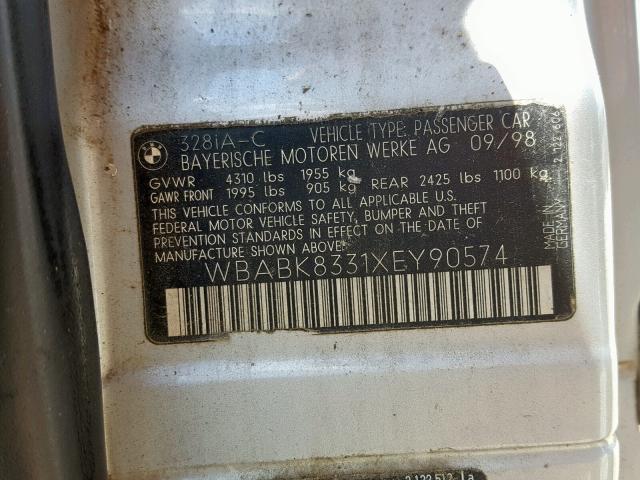 328iA-C VEHICLE TYPE: PASSENGER CAR
BAYERISCHE MOTOREN WERKE AG 09/98
GVWR 4310 lbs 1955 kg
GAWR FRONT 1995 lbs 905 kg REAR 2425 lbs 1100 kg
THIS VEHICLE CONFORMS TO ALL APPLICABLE U.S.
FEDERAL MOTOR VEHICLE SAFETY, BUMPER AND THEFT
PREVENTION STANDARDS IN EFFECT ON THE DATE OF
MANUFACTURE SHOWN ABOVE.
WBABK8331XEY90574
MADE IN
GERMANY